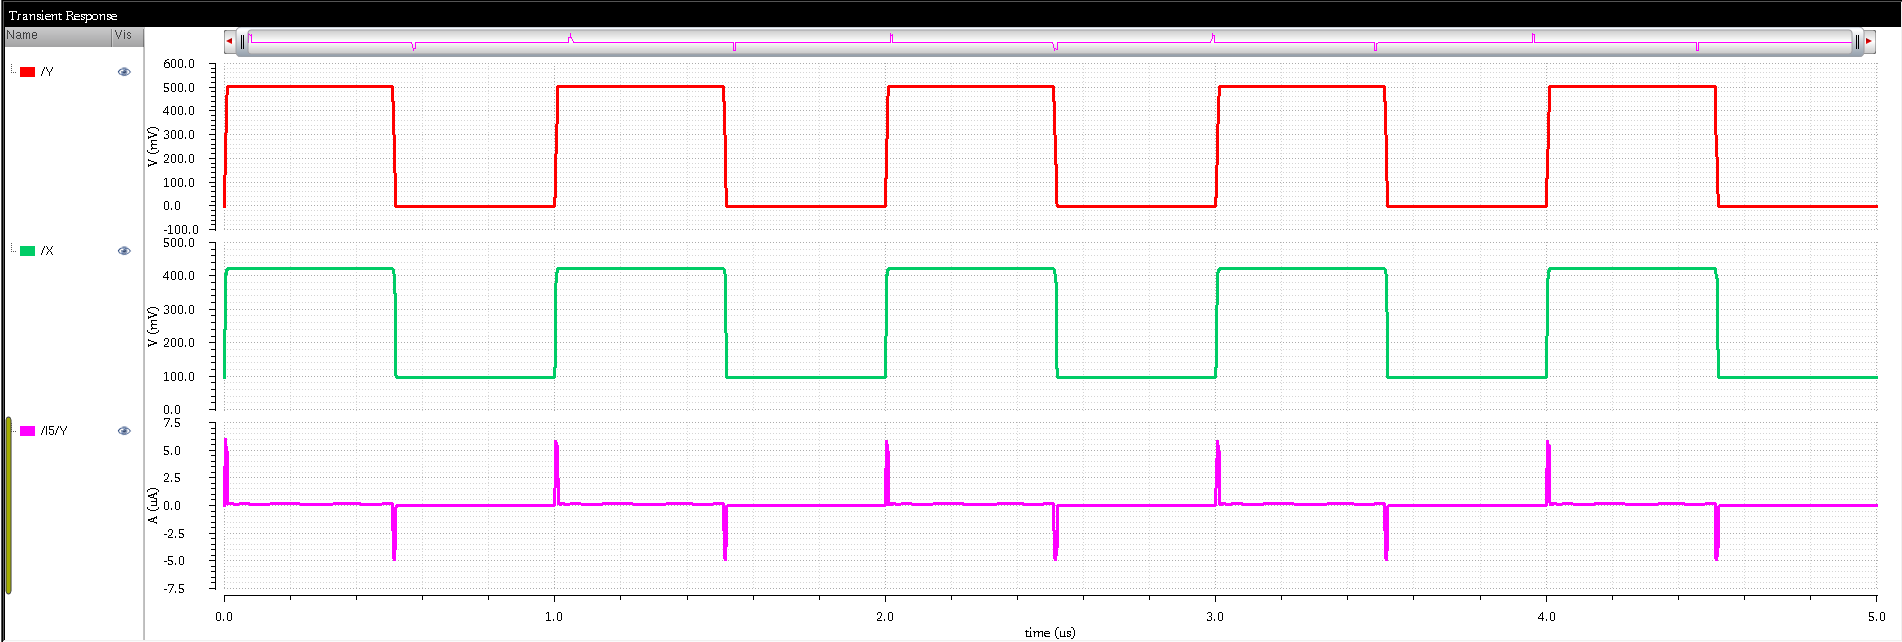 Transient Response
Name Vis
/Y
600.0
500.0
400.0
300.0
200.0
100.0
0.0
-100.0
V (mV)
/X
500.0
400.0
300.0
200.0
100.0
0.0
V (mV)
/I5/Y
7.5
5.0
2.5
0.0
-2.5
-5.0
-7.5
A (uA)
0.0 1.0 2.0 3.0 4.0 5.0
time (us)